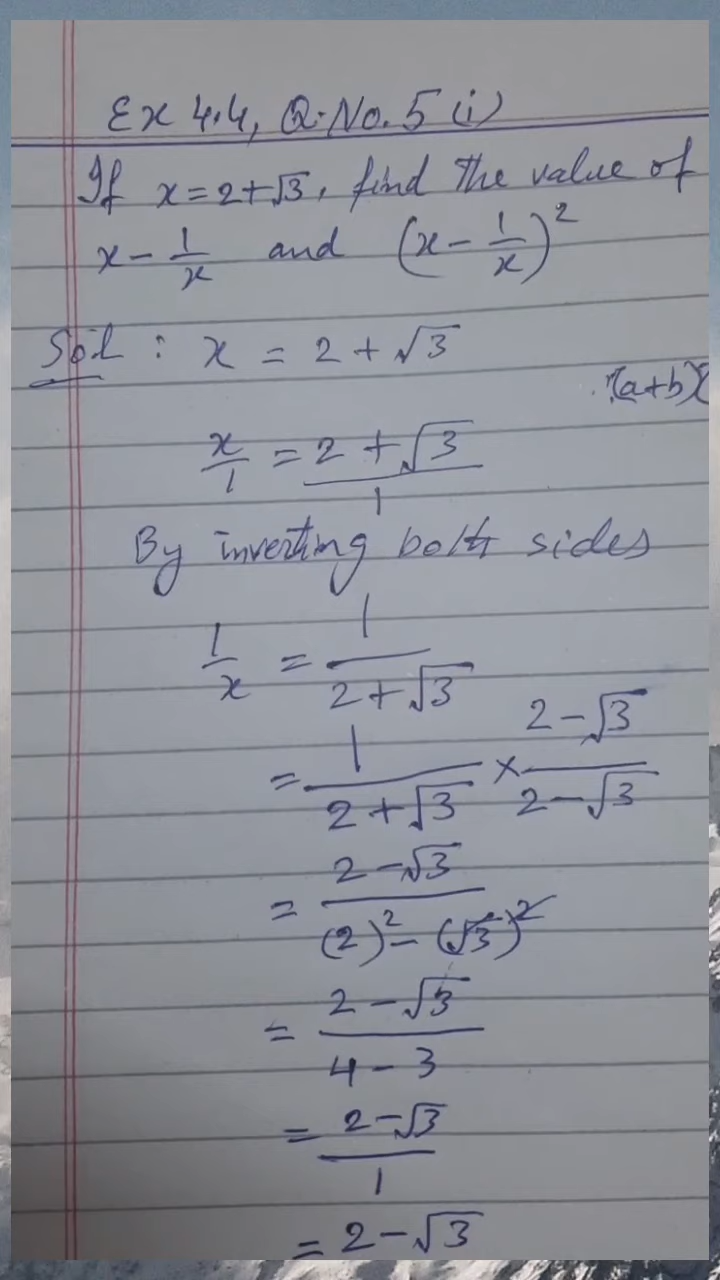 Ex 4.4, Q.No. 5 (i)
If x = 2+√3, find the value of
x - 1/x and (x - 1/x)²
Sol : x = 2 + √3
∵(a+b)(
x/1 = (2 + √3)/1
By inverting both sides
1/x = 1/(2 + √3)
= 1/(2 + √3) × (2 - √3)/(2 - √3)
= (2 - √3)/((2)² - (√3)²)
= (2 - √3)/(4 - 3)
= (2 - √3)/1
= 2 - √3